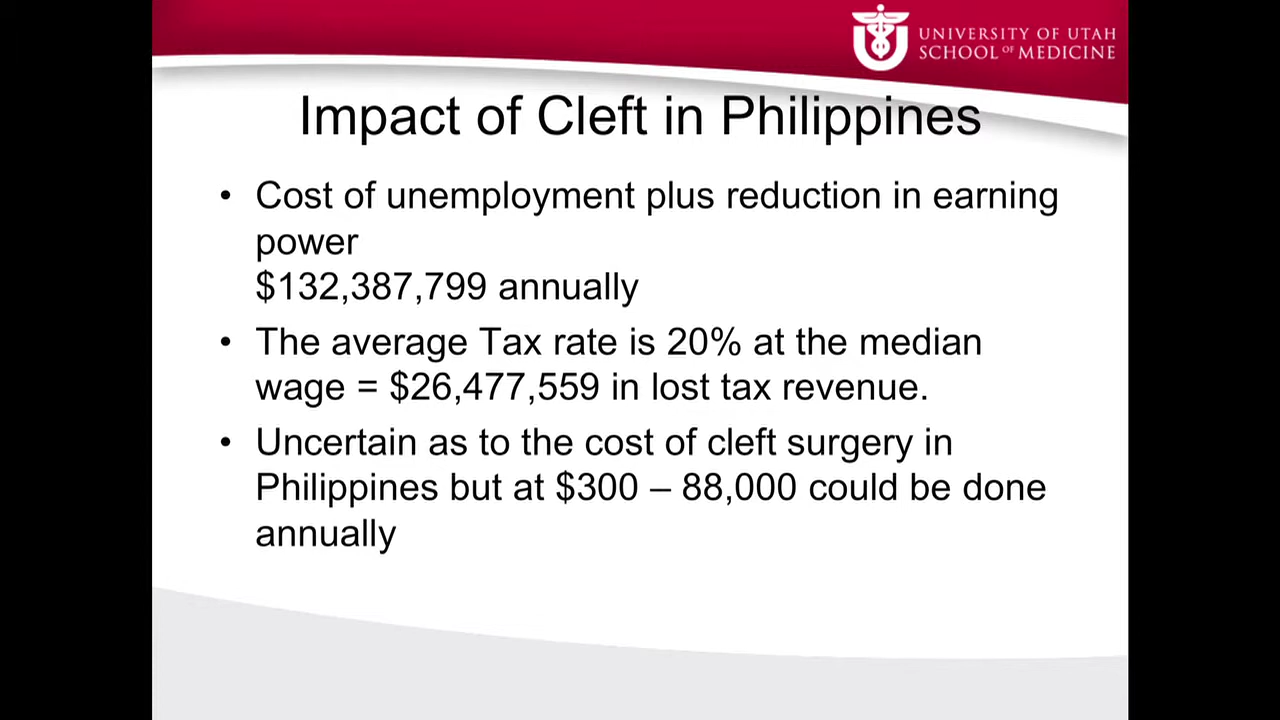 UNIVERSITY OF UTAH
SCHOOL OF MEDICINE
Impact of Cleft in Philippines
• Cost of unemployment plus reduction in earning
power
$132,387,799 annually
• The average Tax rate is 20% at the median
wage = $26,477,559 in lost tax revenue.
• Uncertain as to the cost of cleft surgery in
Philippines but at $300 – 88,000 could be done
annually